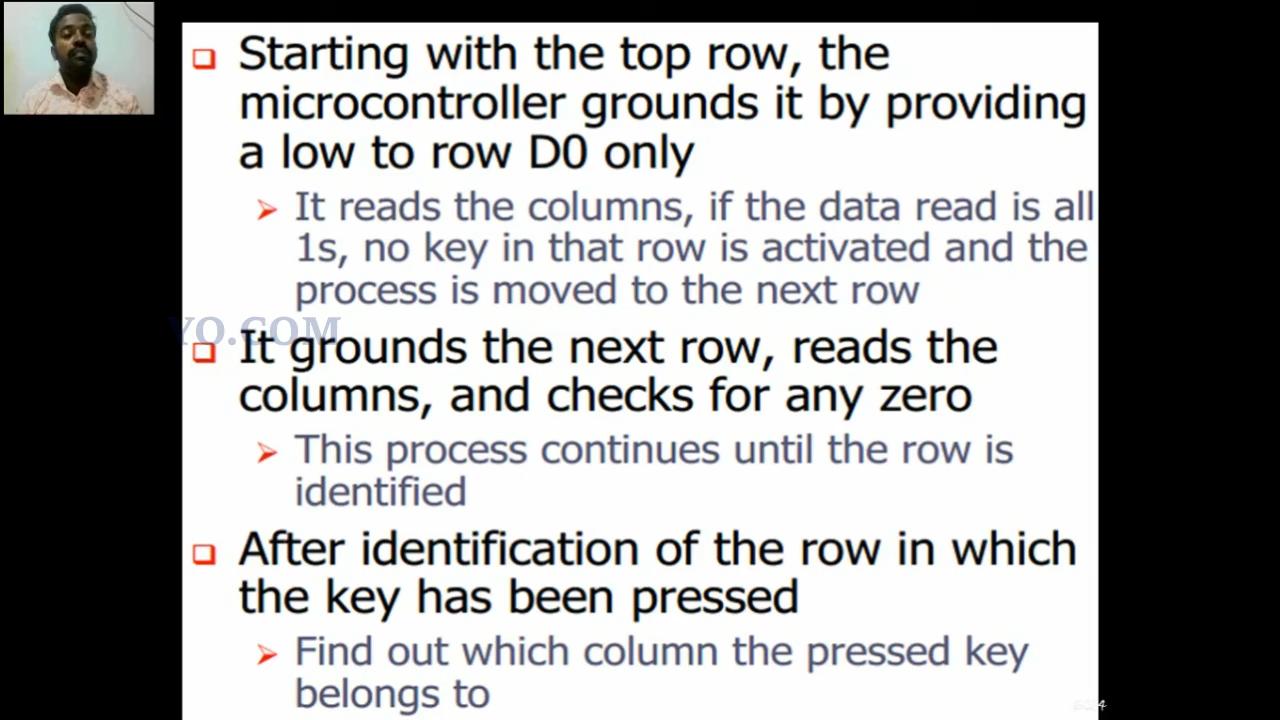 Starting with the top row, the
microcontroller grounds it by providing
a low to row D0 only
It reads the columns, if the data read is all
1s, no key in that row is activated and the
process is moved to the next row
YO.COM
It grounds the next row, reads the
columns, and checks for any zero
This process continues until the row is
identified
After identification of the row in which
the key has been pressed
Find out which column the pressed key
belongs to